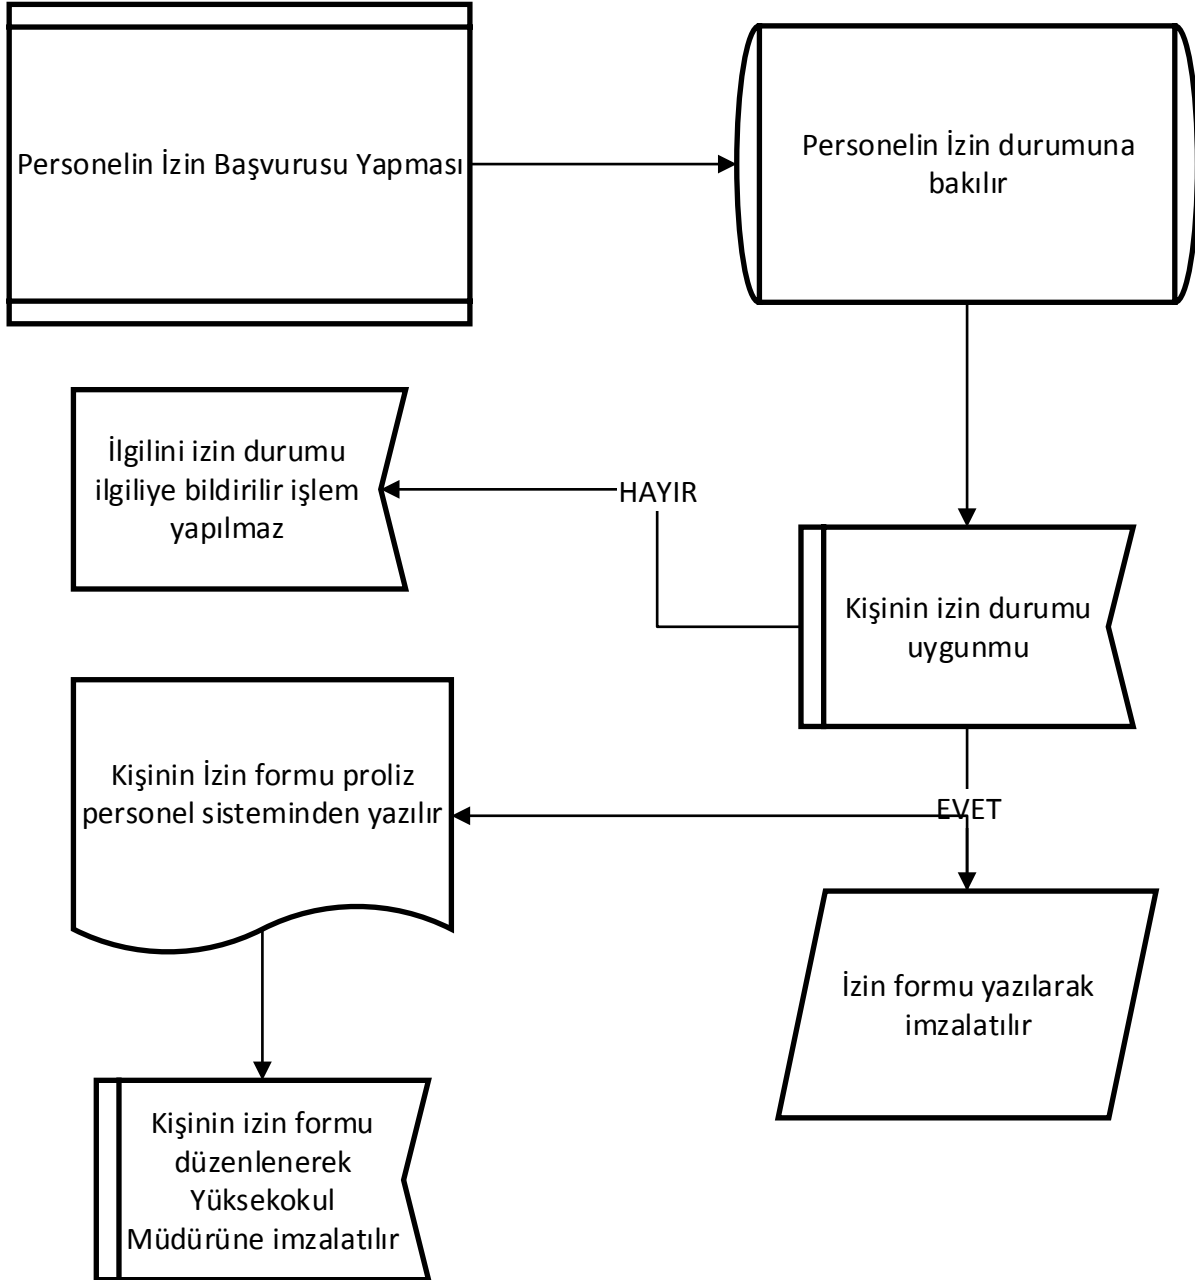 Personelin İzin Başvurusu Yapması
Personelin İzin durumuna
bakılır
İlgilini izin durumu
ilgiliye bildirilir işlem
yapılmaz
HAYIR
Kişinin izin durumu
uygunmu
Kişinin İzin formu proliz
personel sisteminden yazılır
EVET
İzin formu yazılarak
imzalatılır
Kişinin izin formu
düzenlenerek
Yüksekokul
Müdürüne imzalatılır